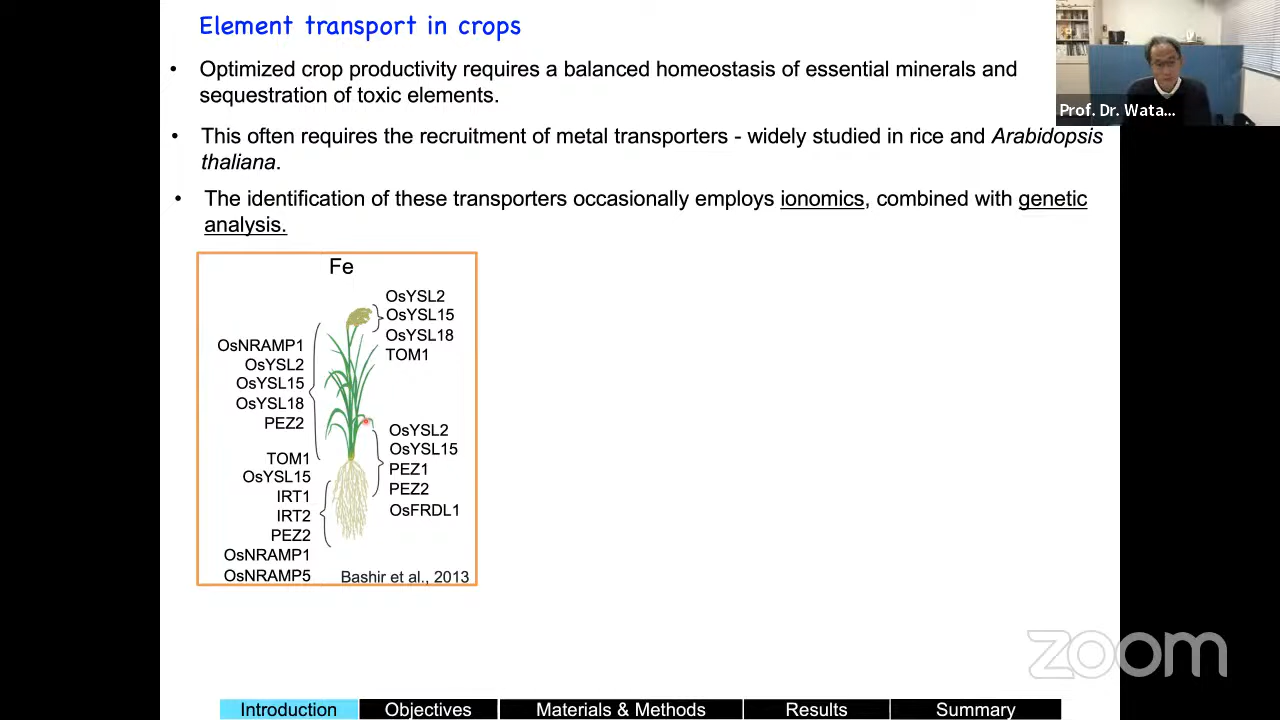 Element transport in crops
Prof. Dr. Wata...
• Optimized crop productivity requires a balanced homeostasis of essential minerals and
sequestration of toxic elements.
• This often requires the recruitment of metal transporters - widely studied in rice and Arabidopsis
thaliana.
• The identification of these transporters occasionally employs ionomics, combined with genetic
analysis.
Fe
OsYSL2
OsYSL15
OsYSL18
TOM1
OsNRAMP1
OsYSL2
OsYSL15
OsYSL18
PEZ2
OsYSL2
OsYSL15
PEZ1
PEZ2
OsFRDL1
TOM1
OsYSL15
IRT1
IRT2
PEZ2
OsNRAMP1
OsNRAMP5
Bashir et al., 2013
zoom
Introduction
Objectives
Materials & Methods
Results
Summary